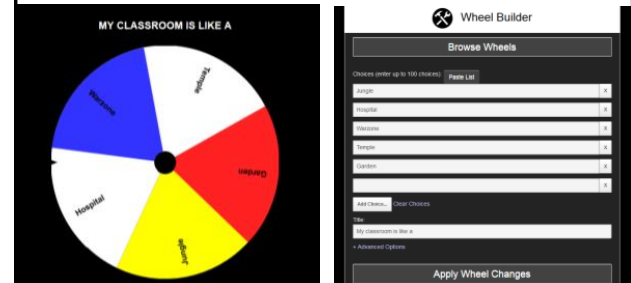 MY CLASSROOM IS LIKE A
Temple
Warzone
Garden
Hospital
Jungle
Wheel Builder
Browse Wheels
Choices (enter up to 100 choices) Paste List
Jungle x
Hospital x
Warzone x
Temple x
Garden x
x
Add Choice... Clear Choices
Title:
My classroom is like a
+ Advanced Options
Apply Wheel Changes